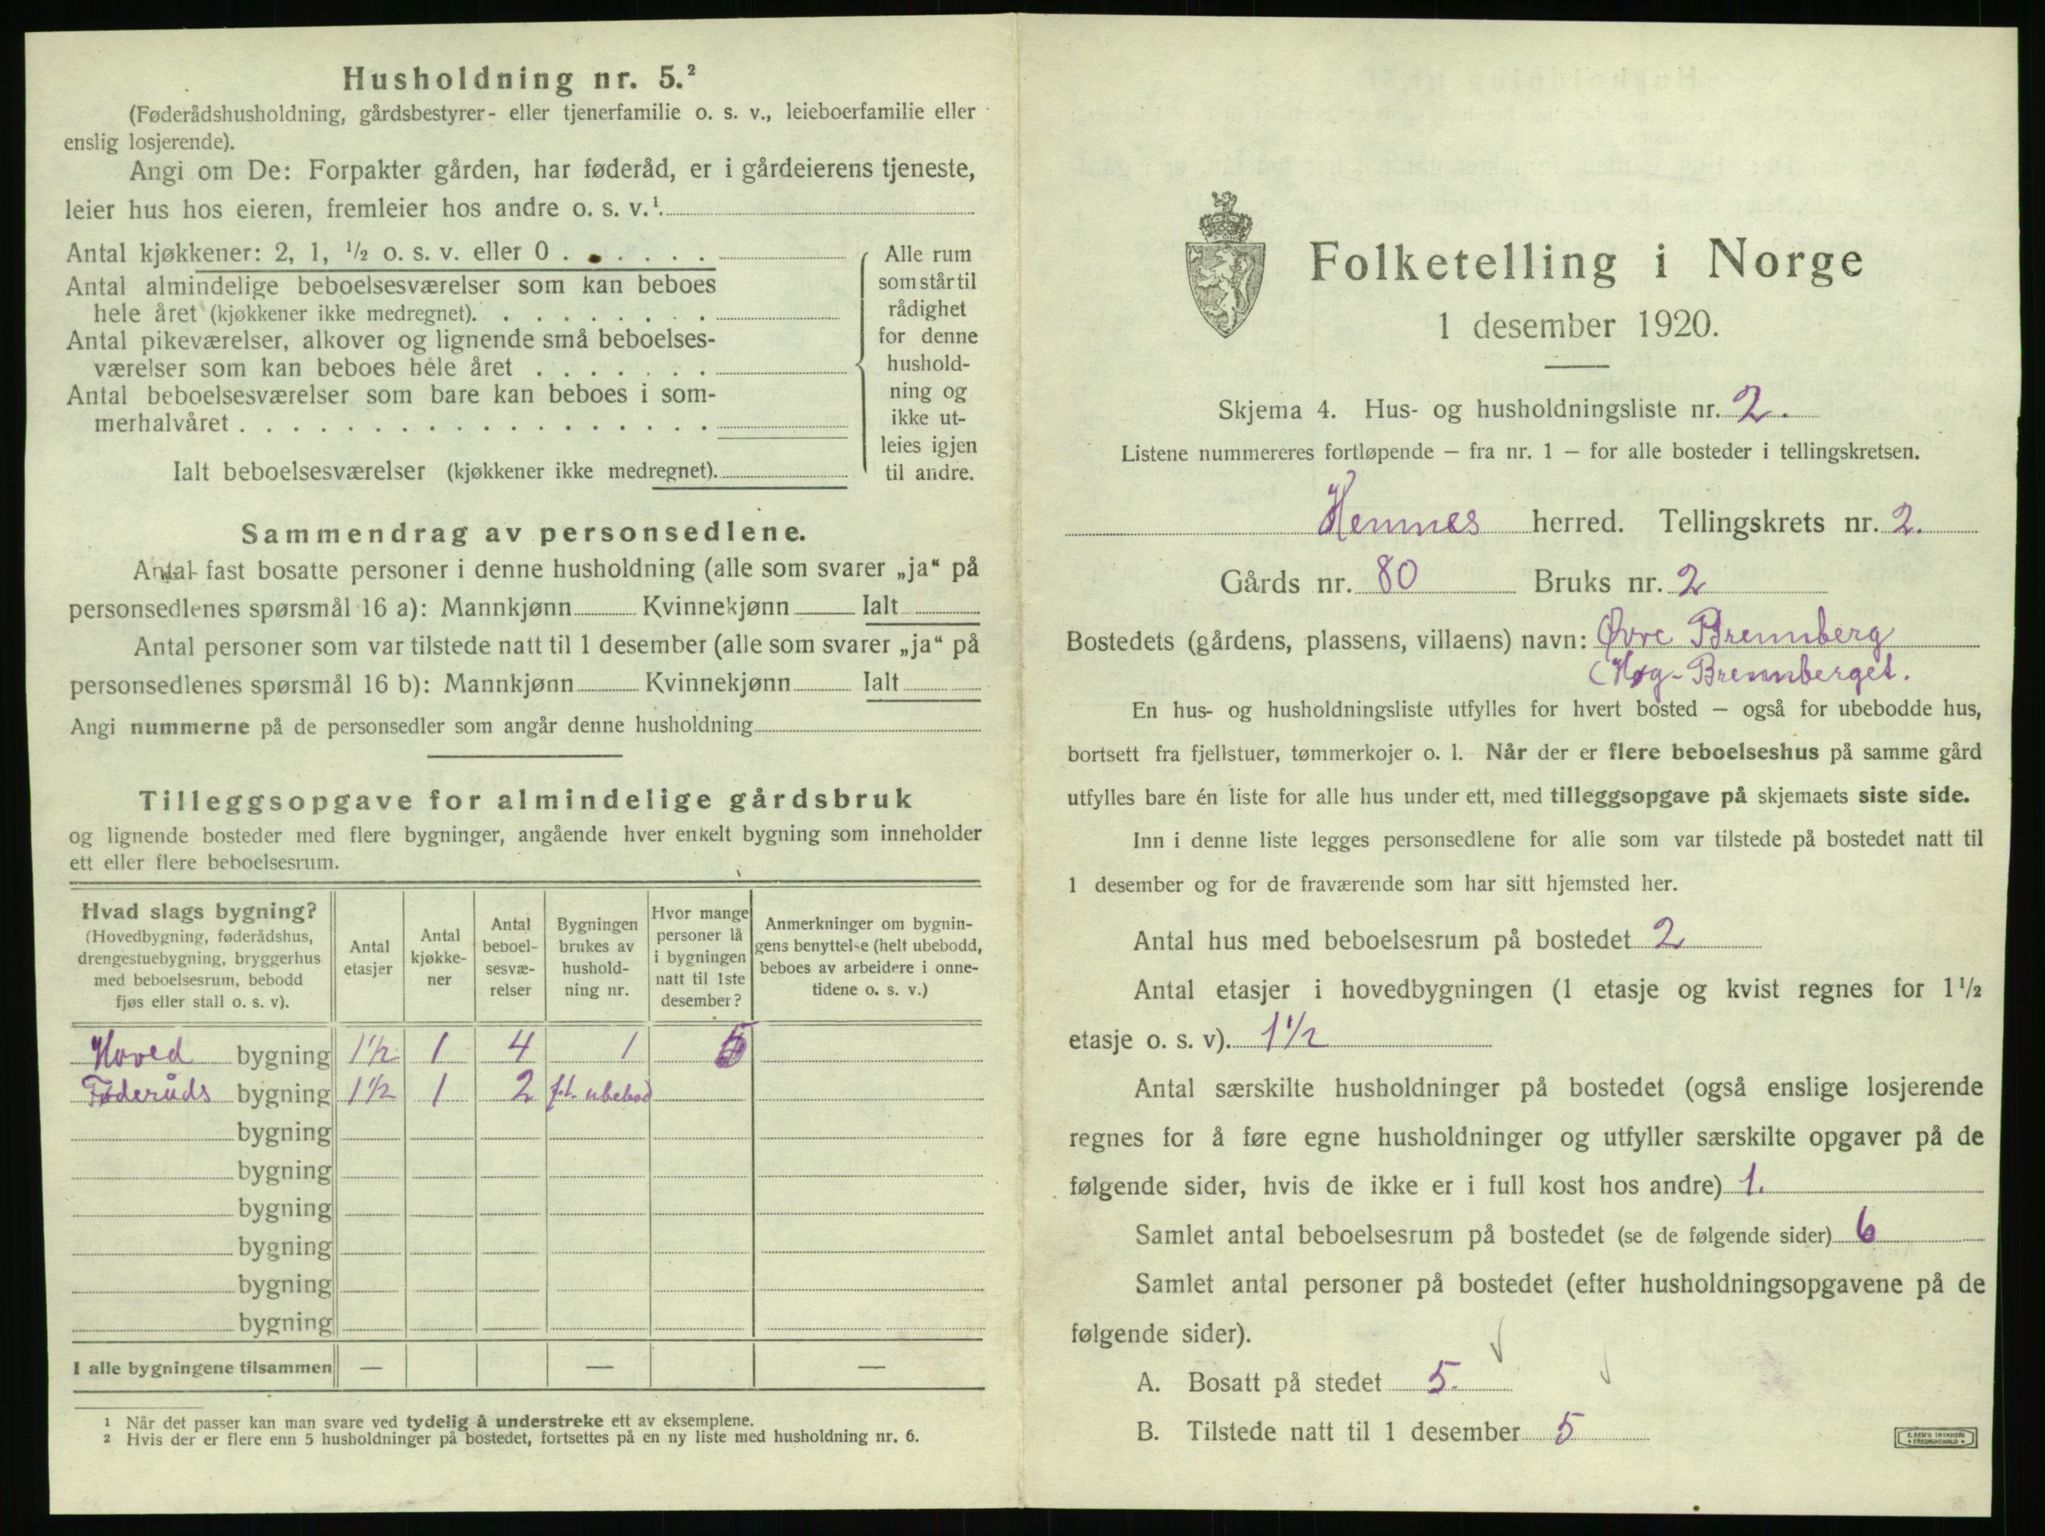 Husholdning nr. 5.²
(Føderådshusholdning, gårdsbestyrer- eller tjenerfamilie o. s. v., leieboerfamilie eller
enslig losjerende).
Angi om De: Forpakter gården, har føderåd, er i gårdeierens tjeneste,
leier hus hos eieren, fremleier hos andre o. s. v.¹
Antal kjøkkener: 2, 1, ½ o. s. v. eller 0
Antal almindelige beboelsesværelser som kan beboes
hele året (kjøkkener ikke medregnet).
Antal pikeværelser, alkover og lignende små beboelses-
værelser som kan beboes hele året
Antal beboelsesværelser som bare kan beboes i som-
merhalvåret
Ialt beboelsesværelser (kjøkkener ikke medregnet).
Alle rum
som står til
rådighet
for denne
hushold-
ning og
ikke ut-
leies igjen
til andre.
Sammendrag av personsedlene.
Antal fast bosatte personer i denne husholdning (alle som svarer „ja“ på
personsedlenes spørsmål 16 a): Mannkjønn Kvinnekjønn Ialt
Antal personer som var tilstede natt til 1 desember (alle som svarer „ja“ på
personsedlenes spørsmål 16 b): Mannkjønn Kvinnekjønn Ialt
Angi nummerne på de personsedler som angår denne husholdning
Tilleggsopgave for almindelige gårdsbruk
og lignende bosteder med flere bygninger, angående hver enkelt bygning som inneholder
ett eller flere beboelsesrum.
Hvad slags bygning?
(Hovedbygning, føderådshus,
drengestuebygning, bryggerhus
med beboelsesrum, bebodd
fjøs eller stall o. s. v).
Antal
etasjer
Antal
kjøkke-
ner
Antal
beboel-
sesvæ-
relser
Bygningen
brukes av
hushold-
ning nr.
Hvor mange
personer lå
i bygningen
natt til 1ste
desember?
Anmerkninger om bygnin-
gens benyttelse (helt ubebodd,
beboes av arbeidere i onne-
tidene o. s. v.)
Hoved bygning 1½ 1 4 1 5
Føderåds bygning 1½ 1 2 f.t. ubebod
bygning
bygning
bygning
bygning
bygning
bygning
I alle bygningene tilsammen — — —
1 Når det passer kan man svare ved tydelig å understreke ett av eksemplene.
2 Hvis der er flere enn 5 husholdninger på bostedet, fortsettes på en ny liste med husholdning nr. 6.
Folketelling i Norge
1 desember 1920.
Skjema 4. Hus- og husholdningsliste nr. 2.
Listene nummereres fortløpende – fra nr. 1 – for alle bosteder i tellingskretsen.
Hemnes herred. Tellingskrets nr. 2.
Gårds nr. 80 Bruks nr. 2
Bostedets (gårdens, plassens, villaens) navn: Øvre Brennberg
(Høg-Brennberget.
En hus- og husholdningsliste utfylles for hvert bosted – også for ubebodde hus,
bortsett fra fjellstuer, tømmerkojer o. l. Når der er flere beboelseshus på samme gård
utfylles bare én liste for alle hus under ett, med tilleggsopgave på skjemaets siste side.
Inn i denne liste legges personsedlene for alle som var tilstede på bostedet natt til
1 desember og for de fraværende som har sitt hjemsted her.
Antal hus med beboelsesrum på bostedet 2
Antal etasjer i hovedbygningen (1 etasje og kvist regnes for 1½
etasje o. s. v). 1½
Antal særskilte husholdninger på bostedet (også enslige losjerende
regnes for å føre egne husholdninger og utfyller særskilte opgaver på de
følgende sider, hvis de ikke er i full kost hos andre) 1.
Samlet antal beboelsesrum på bostedet (se de følgende sider) 6
Samlet antal personer på bostedet (efter husholdningsopgavene på de
følgende sider).
A. Bosatt på stedet 5.
B. Tilstede natt til 1 desember 5